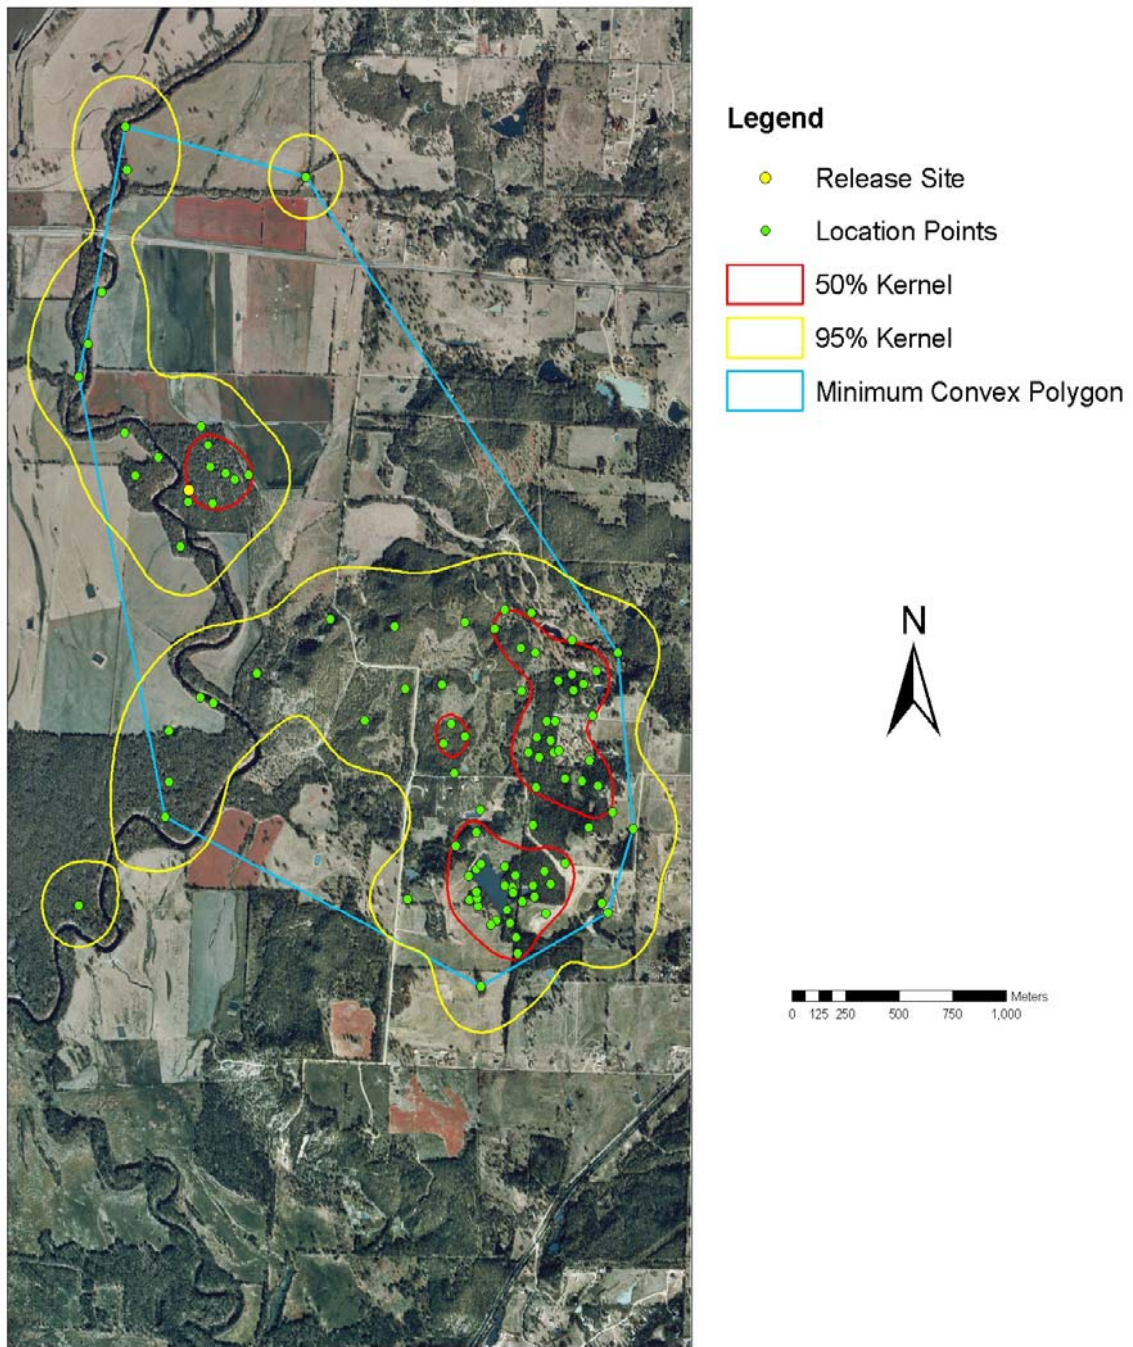 Legend
Release Site
Location Points
50% Kernel
95% Kernel
Minimum Convex Polygon
N
Meters
0 125 250 500 750 1,000